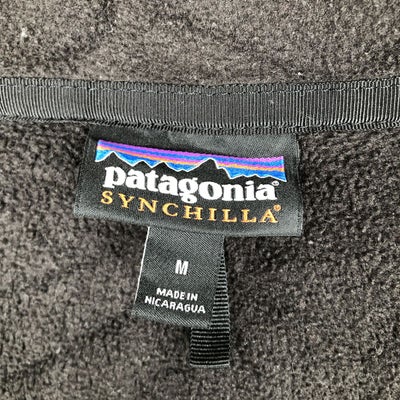 patagonia®
SYNCHILLA®
M
MADE IN
NICARAGUA